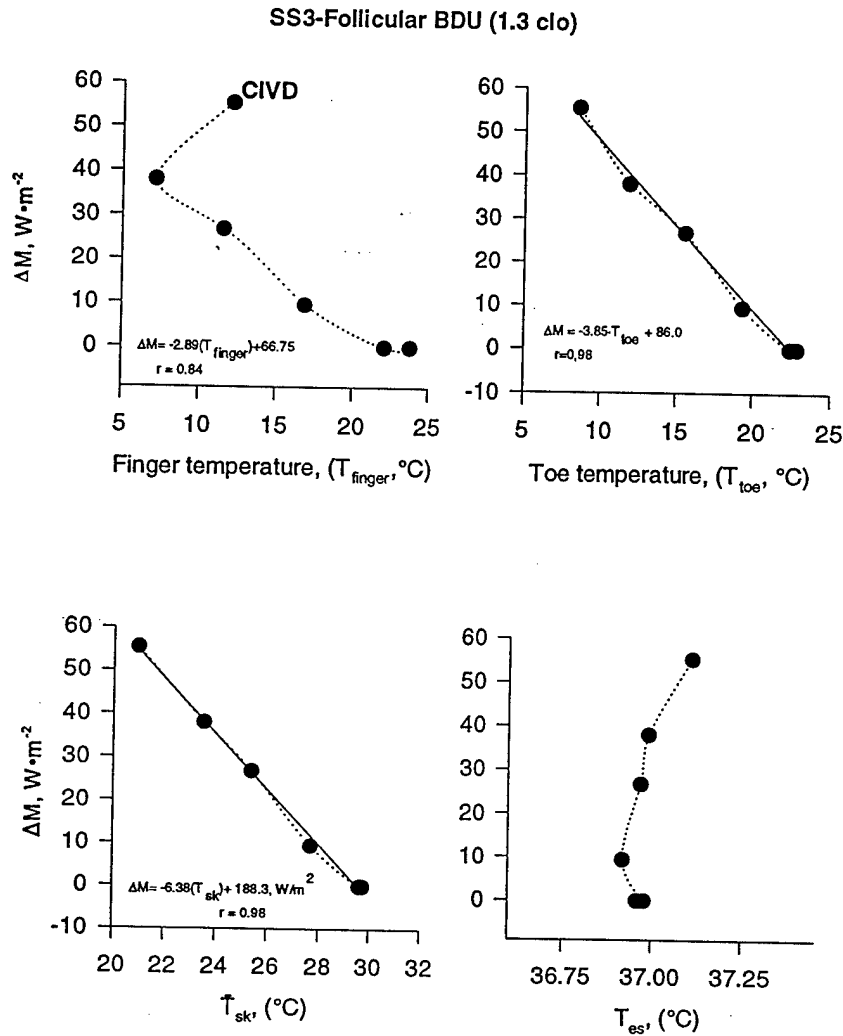 SS3-Follicular BDU (1.3 clo)
CIVD
60
50
40
30
20
10
0
ΔM, W•m-2
ΔM= -2.89(Tfinger)+66.75
r = 0.84
5 10 15 20 25
Finger temperature, (Tfinger,°C)
60
50
40
30
20
10
0
-10
ΔM = -3.85·Ttoe + 86.0
r=0,98
5 10 15 20 25
Toe temperature, (Ttoe, °C)
60
50
40
30
20
10
0
-10
ΔM, W•m-2
ΔM= -6.38(Tsk)+ 188.3, W/m2
r = 0.98
20 22 24 26 28 30 32
T̄sk, (°C)
60
50
40
30
20
10
0
36.75 37.00 37.25
Tes, (°C)